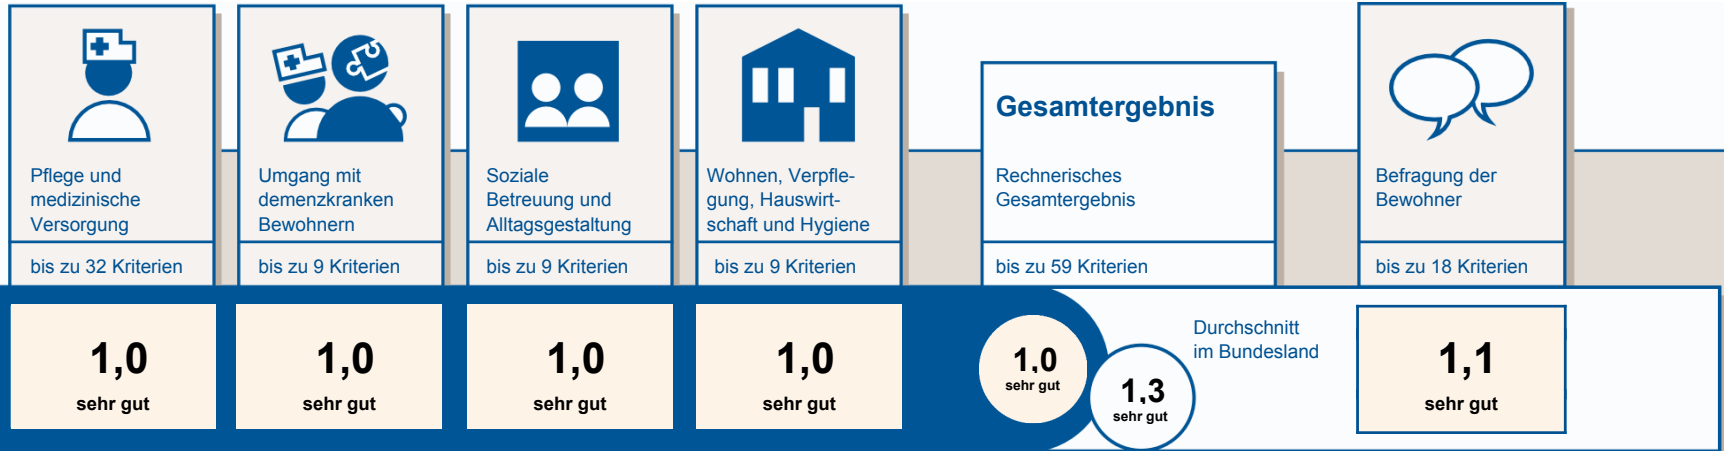 Pflege und
medizinische
Versorgung
bis zu 32 Kriterien
1,0
sehr gut
Umgang mit
demenzkranken
Bewohnern
bis zu 9 Kriterien
1,0
sehr gut
Soziale
Betreuung und
Alltagsgestaltung
bis zu 9 Kriterien
1,0
sehr gut
Wohnen, Verpfle-
gung, Hauswirt-
schaft und Hygiene
bis zu 9 Kriterien
1,0
sehr gut
Gesamtergebnis
Rechnerisches
Gesamtergebnis
bis zu 59 Kriterien
1,0
sehr gut
1,3
sehr gut
Durchschnitt
im Bundesland
Befragung der
Bewohner
bis zu 18 Kriterien
1,1
sehr gut